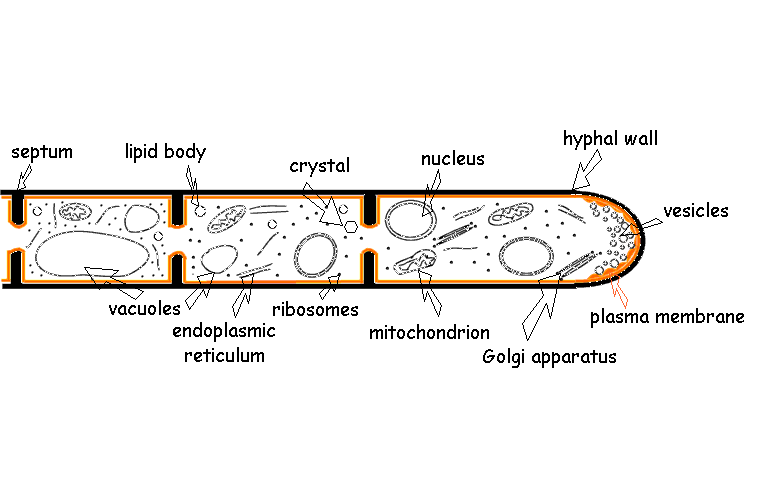 hyphal wall
septum
lipid body
crystal
nucleus
vesicles
vacuoles
ribosomes
plasma membrane
endoplasmic
reticulum
mitochondrion
Golgi apparatus